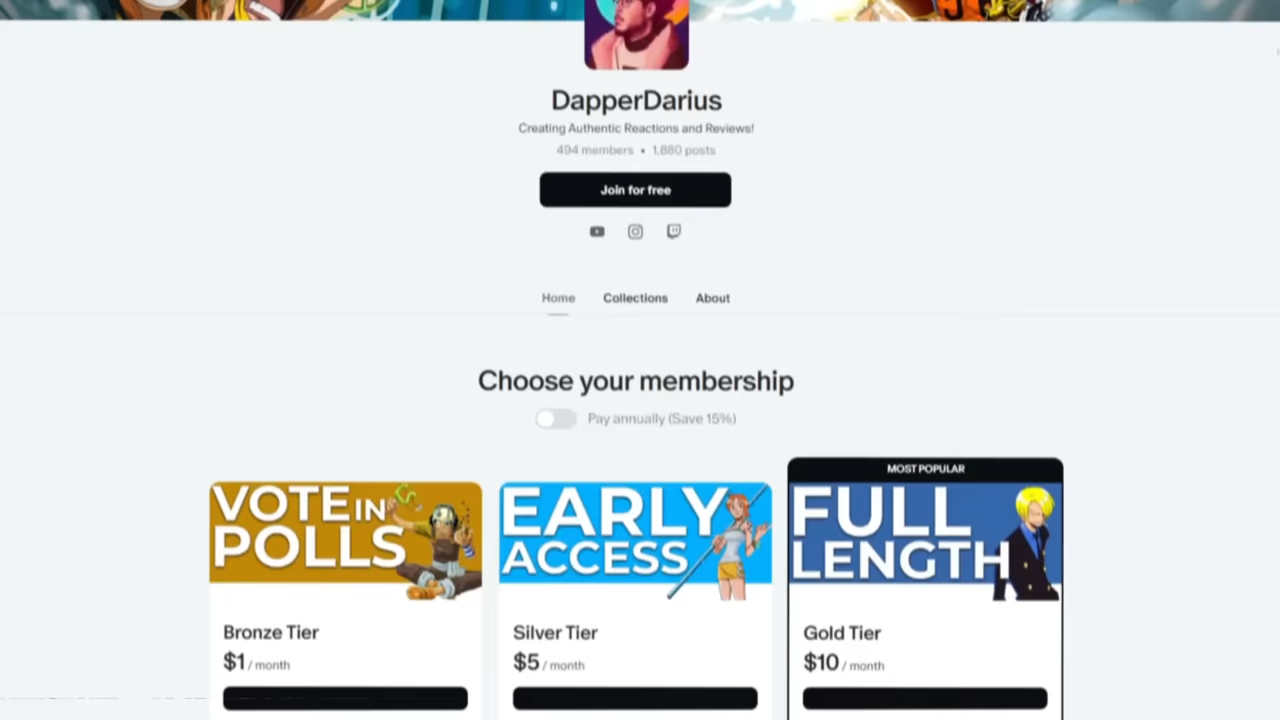 DapperDarius
Creating Authentic Reactions and Reviews!
494 members • 1,880 posts
Join for free
Home Collections About
Choose your membership
Pay annually (Save 15%)
MOST POPULAR
VOTE IN
POLLS
EARLY
ACCESS
FULL
LENGTH
Bronze Tier
$1 / month
Silver Tier
$5 / month
Gold Tier
$10 / month